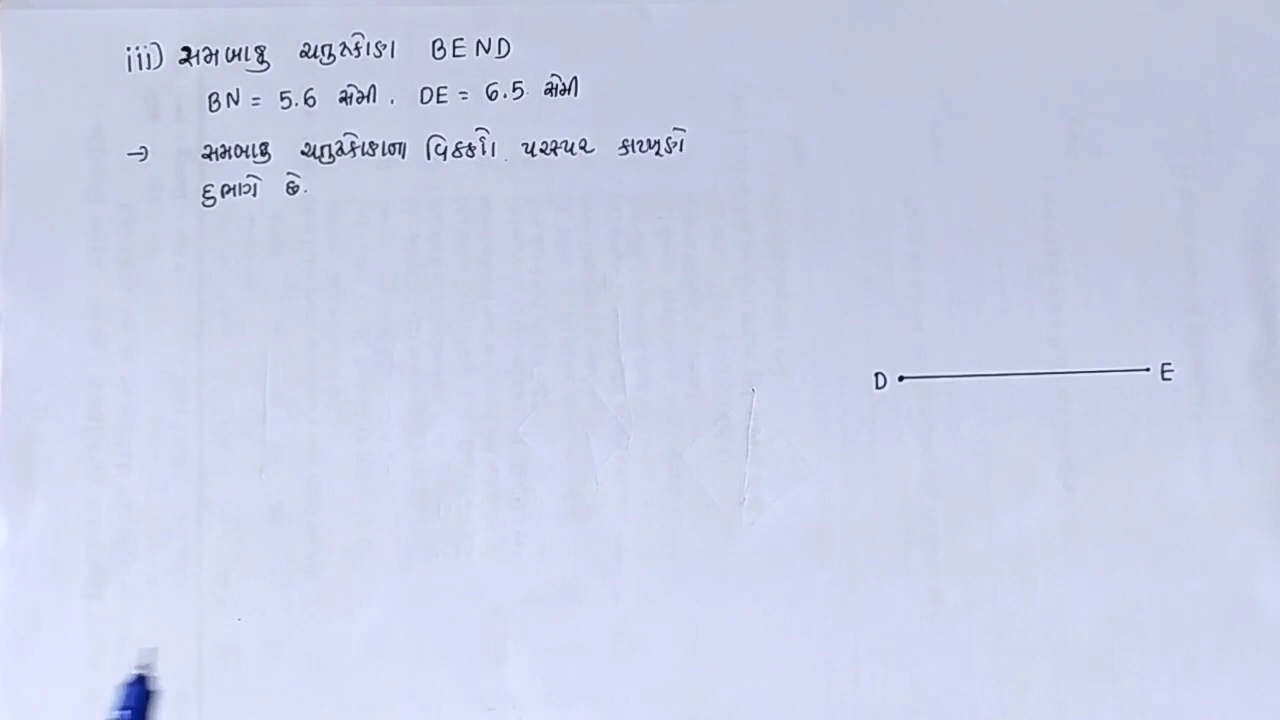 iii) સમબાજુ ચતુષ્કોણ BEND
BN = 5.6 સેમી. DE = 6.5 સેમી
→ સમબાજુ ચતુષ્કોણના વિકર્ણો પરસ્પર કાટખૂણે
દુભાગે છે.
D E